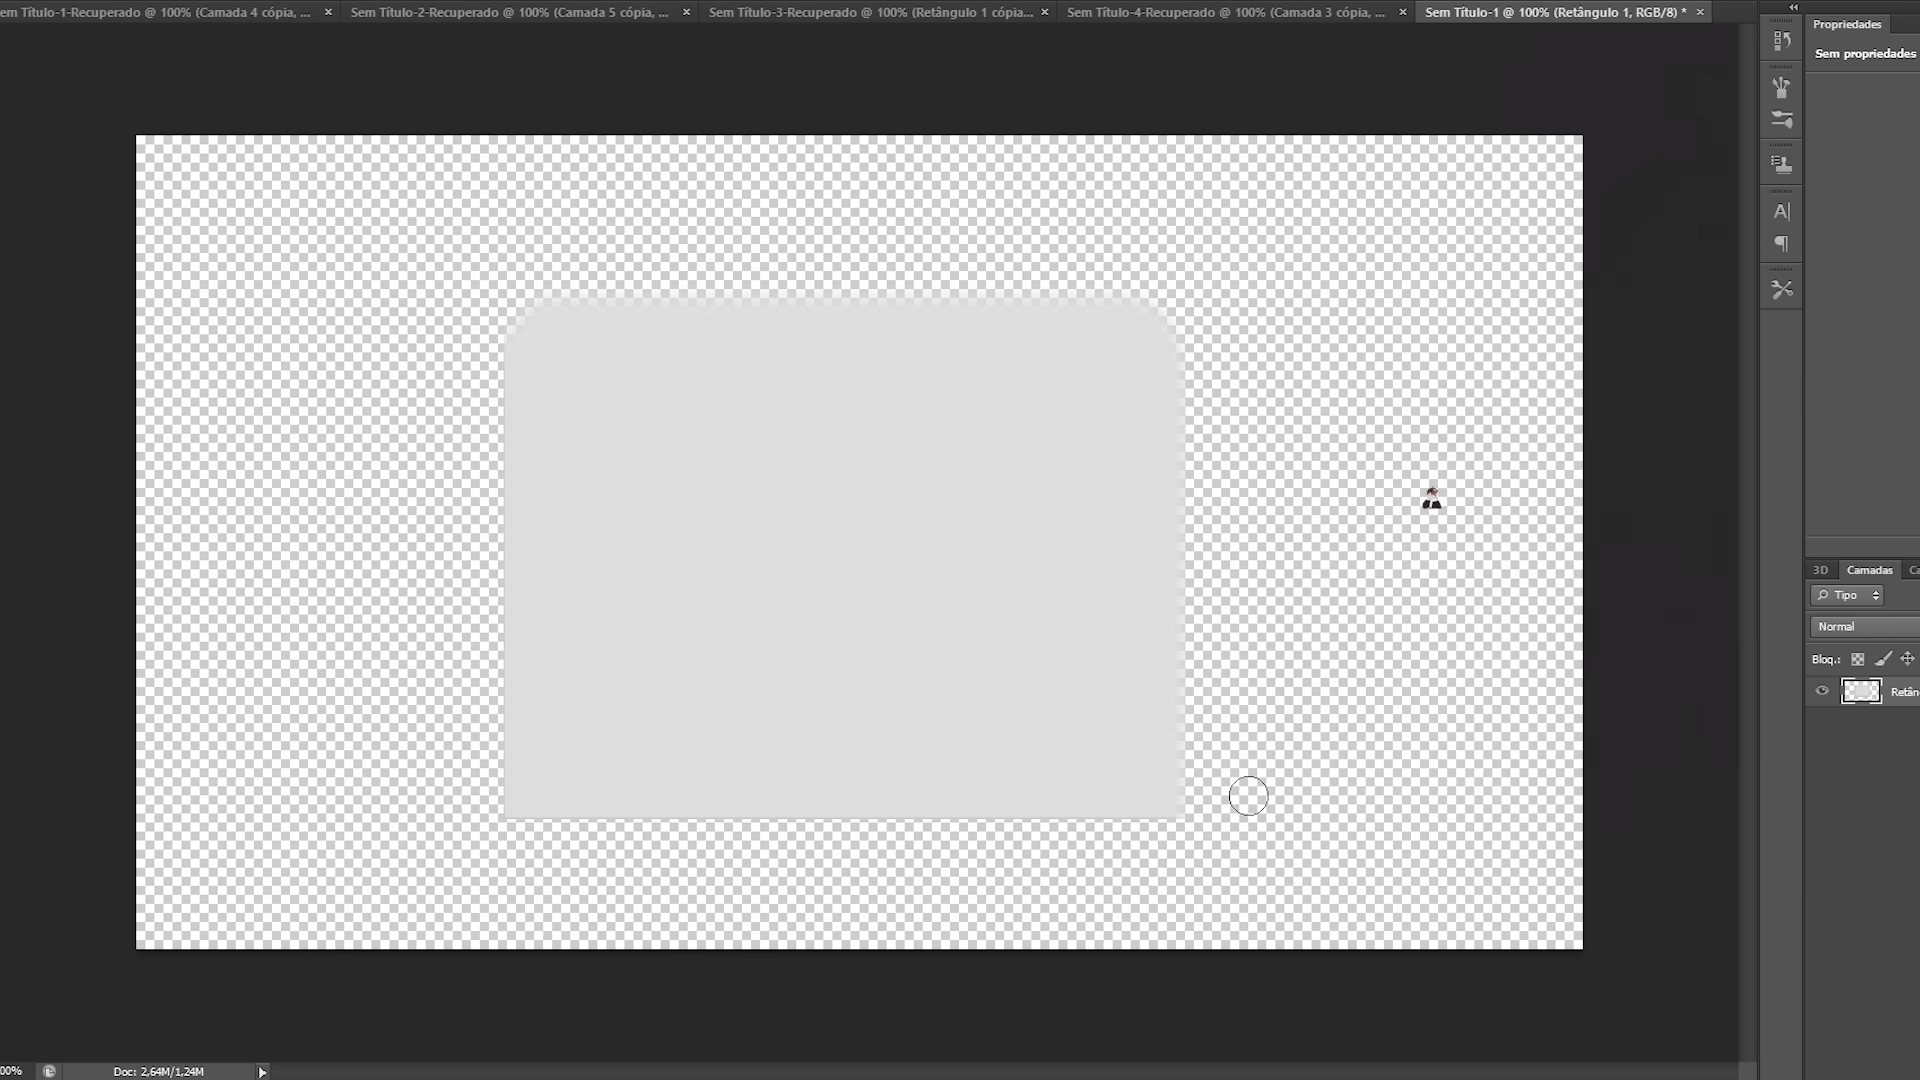 em Título-1-Recuperado @ 100% (Camada 4 cópia, ... ×
Sem Título-2-Recuperado @ 100% (Camada 5 cópia, ... ×
Sem Título-3-Recuperado @ 100% (Retângulo 1 cópia... ×
Sem Título-4-Recuperado @ 100% (Camada 3 cópia, ... ×
Sem Título-1 @ 100% (Retângulo 1, RGB/8) * ×
Propriedades
Sem propriedades
3D Camadas Ca
Tipo
Normal
Bloq.:
Retân
00%
Doc: 2,64M/1,24M